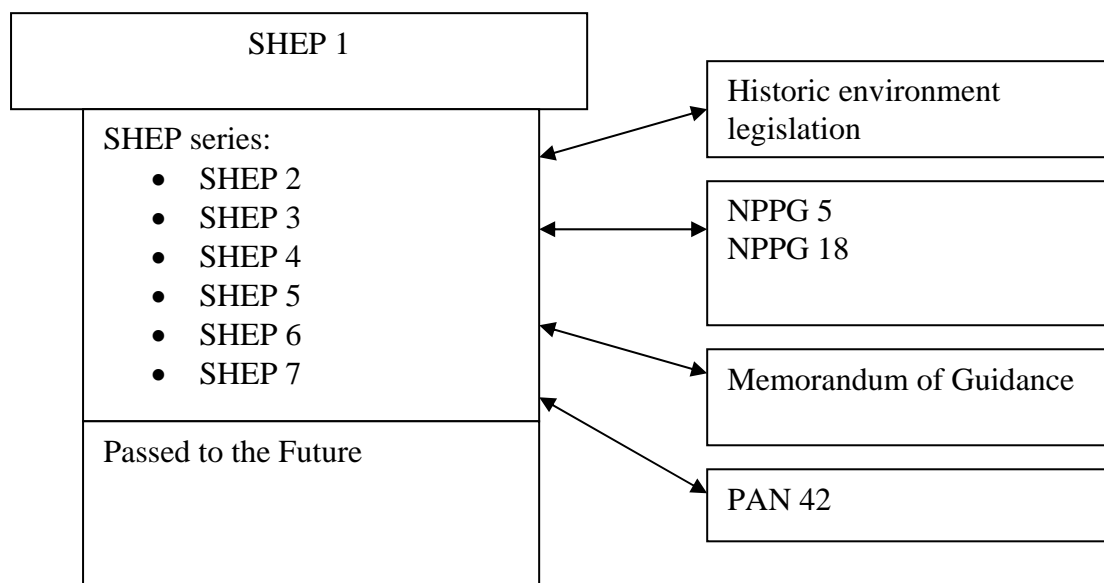 SHEP 1
SHEP series:
• SHEP 2
• SHEP 3
• SHEP 4
• SHEP 5
• SHEP 6
• SHEP 7
Passed to the Future
Historic environment
legislation
NPPG 5
NPPG 18
Memorandum of Guidance
PAN 42